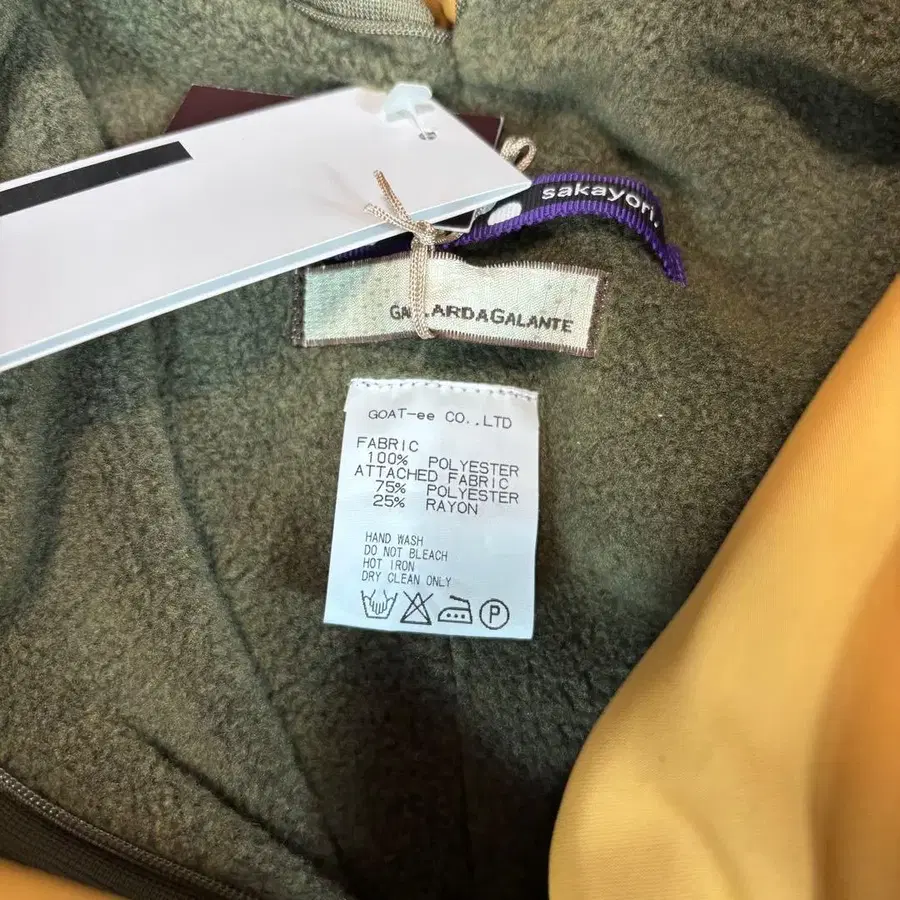 sakayori.
GALLARDAGALANTE
GOAT-ee CO.,LTD
FABRIC
100% POLYESTER
ATTACHED FABRIC
75% POLYESTER
25% RAYON
HAND WASH
DO NOT BLEACH
HOT IRON
DRY CLEAN ONLY
P